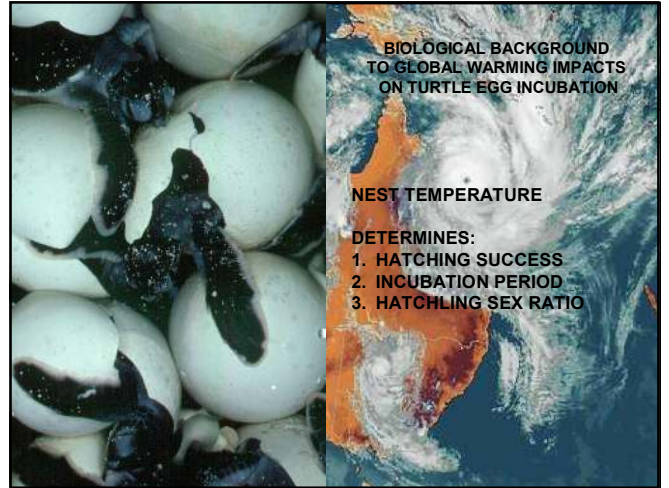 BIOLOGICAL BACKGROUND
TO GLOBAL WARMING IMPACTS
ON TURTLE EGG INCUBATION
NEST TEMPERATURE
DETERMINES:
1. HATCHING SUCCESS
2. INCUBATION PERIOD
3. HATCHLING SEX RATIO